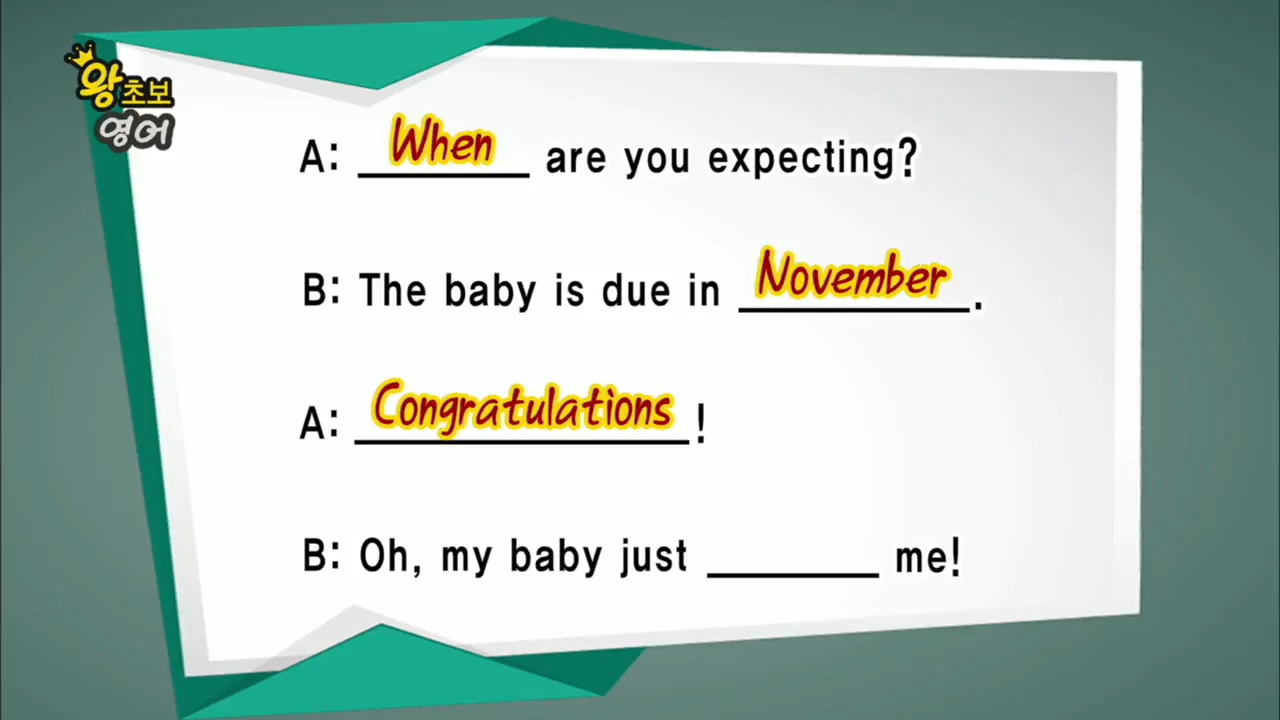 왕초보
영어
A: When are you expecting?
B: The baby is due in November.
A: Congratulations!
B: Oh, my baby just ______ me!